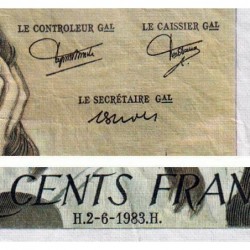 LE CONTROLEUR GAL LE CAISSIER GAL
LE SECRÉTAIRE GAL
CENTS FRAN
H.2-6-1983.H.